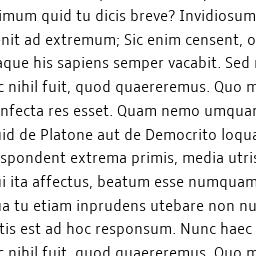 imum quid tu dicis breve? Invidiosum
nit ad extremum; Sic enim censent, o
aque his sapiens semper vacabit. Sed
c nihil fuit, quod quaereremus. Quo m
nfecta res esset. Quam nemo umquam
uid de Platone aut de Democrito loqua
spondent extrema primis, media utris
ui ita affectus, beatum esse numquam
ua tu etiam inprudens utebare non nu
tis est ad hoc responsum. Nunc haec
c nihil fuit, quod quaereremus. Quo m